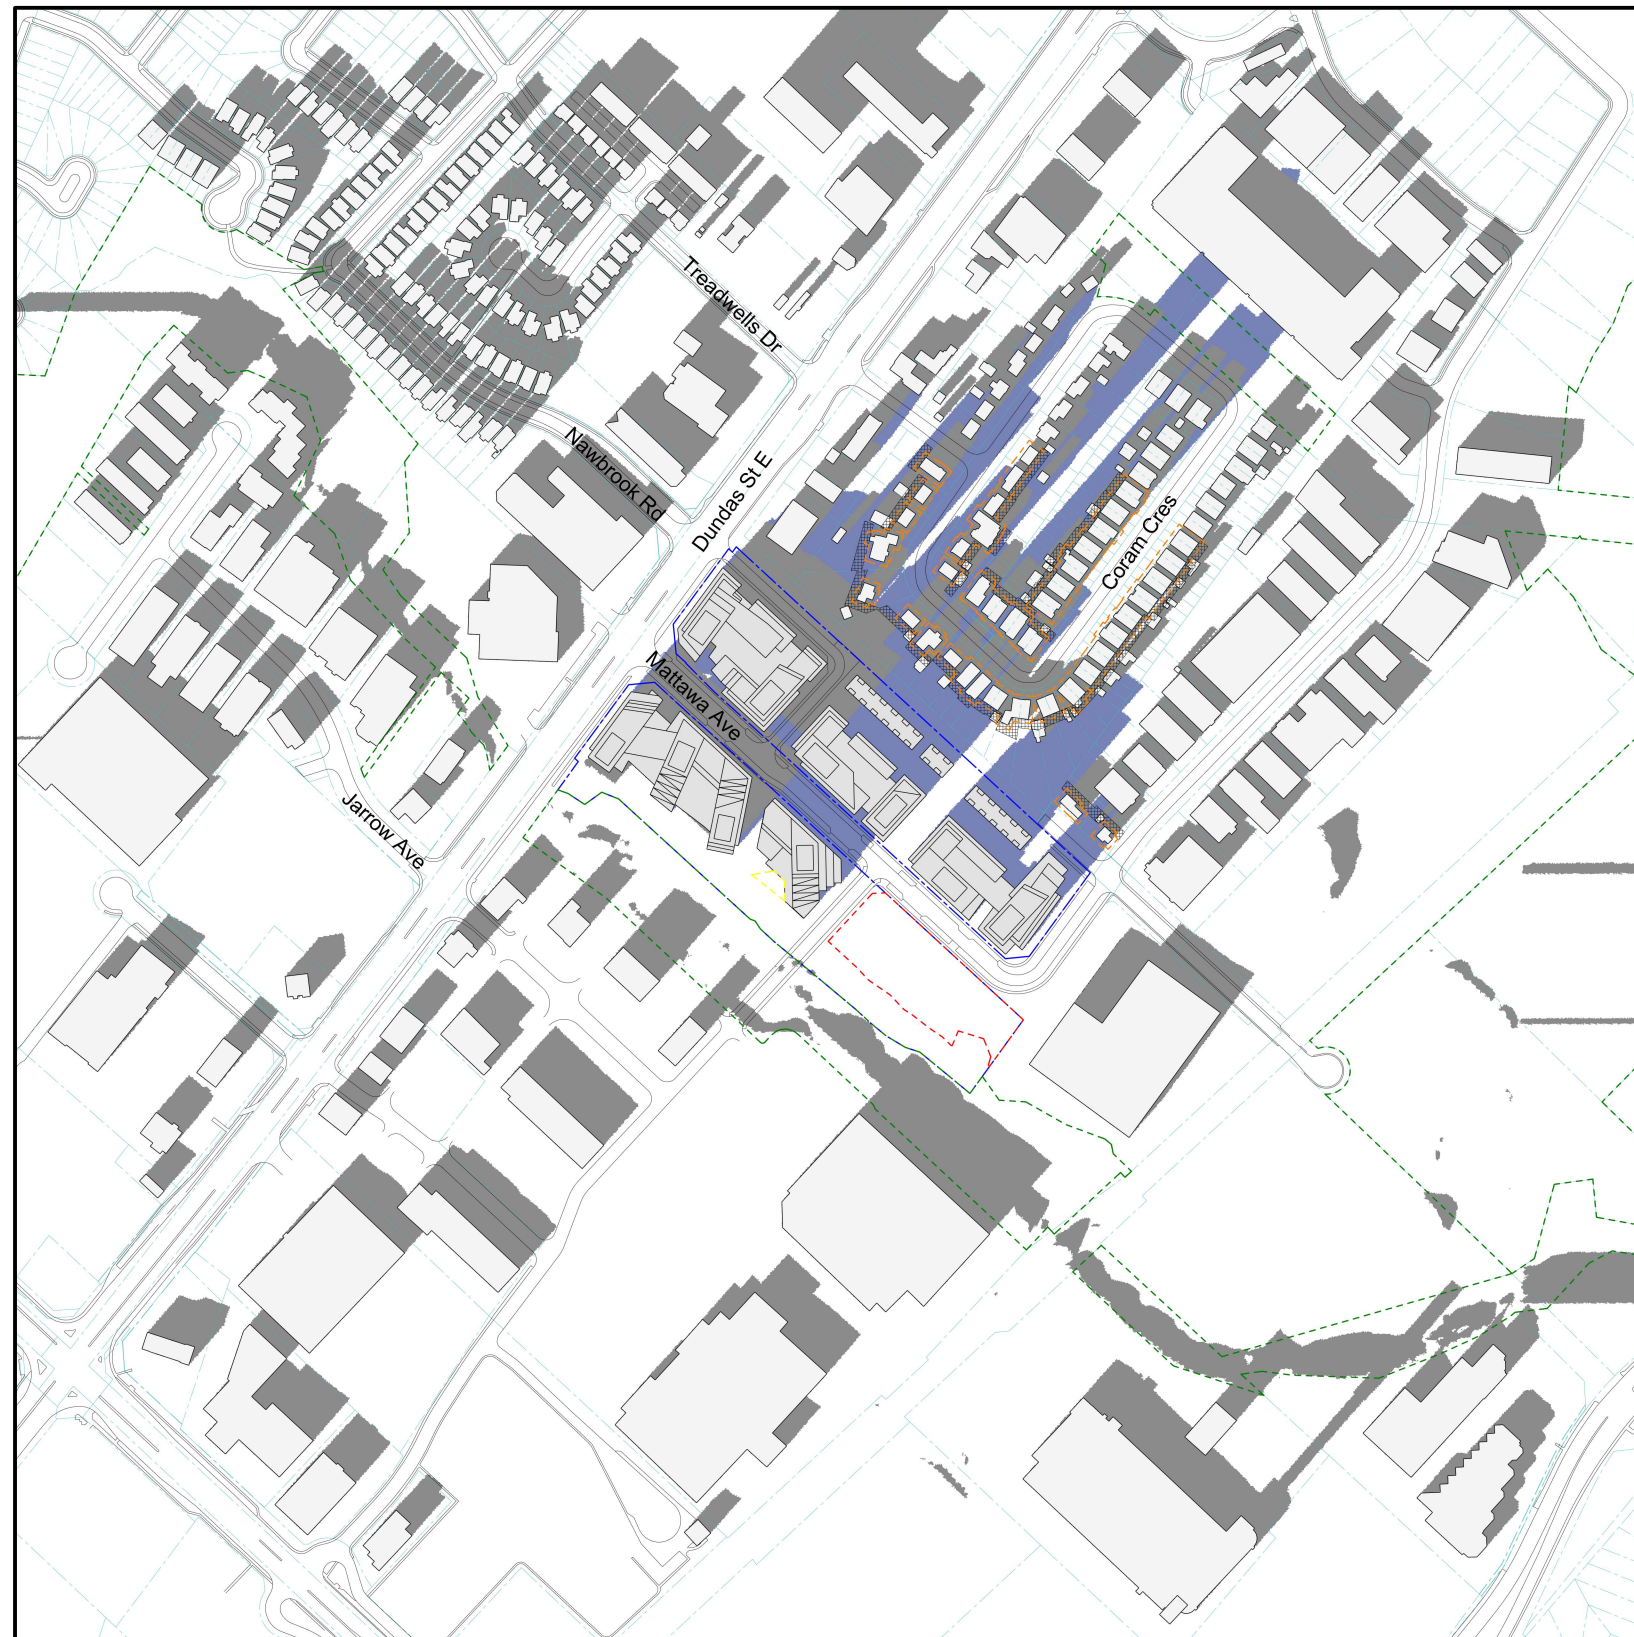 Treadwells Dr
Nawbrook Rd
Dundas St E
Coram Cres
Mattawa Ave
Jarrow Ave